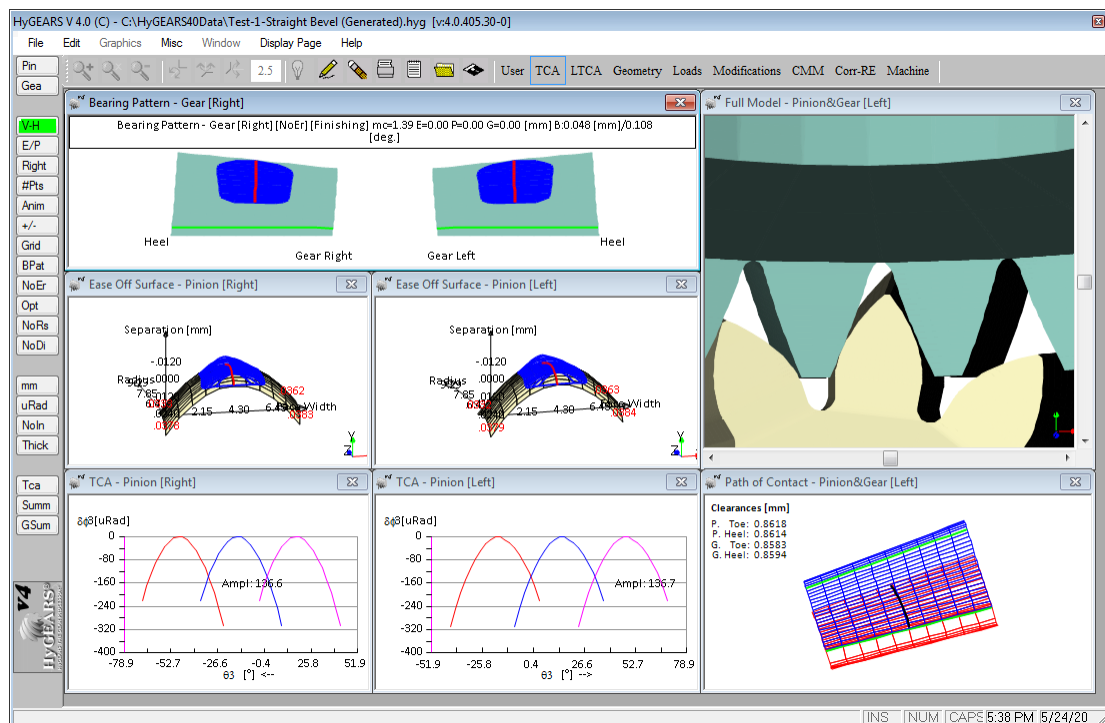 HyGEARS V 4.0 (C) - C:\HyGEARS40Data\Test-1-Straight Bevel (Generated).hyg [v:4.0.405.30-0]
File Edit Graphics Misc Window Display Page Help
Pin
Gea
2.5 User TCA LTCA Geometry Loads Modifications CMM Corr-RE Machine
V-H
E/P
Right
#Pts
Anim
+/-
Grid
BPat
NoEr
Opt
NoRs
NoDi
mm
uRad
NoIn
Thick
Tca
Summ
GSum
v4
HyGEARS
Bearing Pattern - Gear [Right]
Bearing Pattern - Gear [Right] [NoEr] [Finishing] mc=1.39 E=0.00 P=0.00 G=0.00 [mm] B:0.048 [mm]/0.108
[deg.]
Heel
Gear Right
Gear Left
Heel
Full Model - Pinion&Gear [Left]
Ease Off Surface - Pinion [Right]
Separation [mm]
-.0120
.0000
Radius
7.85
2.15 4.30
Width
Y
Z
Ease Off Surface - Pinion [Left]
Separation [mm]
-.0120
.0000
Radius
7.85
2.15 4.30
Width
Y
Z
TCA - Pinion [Right]
δϕ3[uRad]
0
-80
-160
-240
-320
-400
Ampl: 136.6
-78.9 -52.7 -26.6 -0.4 25.8 51.9
θ3 [°] <--
TCA - Pinion [Left]
δϕ3[uRad]
0
-80
-160
-240
-320
-400
Ampl: 136.7
-51.9 -25.8 0.4 26.6 52.7 78.9
θ3 [°] -->
Path of Contact - Pinion&Gear [Left]
Clearances [mm]
P. Toe: 0.8618
P. Heel: 0.8614
G. Toe: 0.8583
G. Heel: 0.8594
INS NUM CAPS 5:38 PM 5/24/20